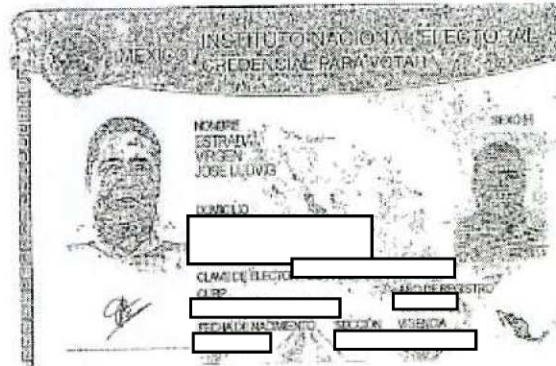 MÉXICO
INSTITUTO NACIONAL ELECTORAL
CREDENCIAL PARA VOTAR
NOMBRE
ESTRADA
VIRGEN
JOSE LUDVIG
SEXO H
DOMICILIO
CLAVE DE ELECTOR
CURP
AÑO DE REGISTRO
FECHA DE NACIMIENTO
SECCIÓN
VIGENCIA